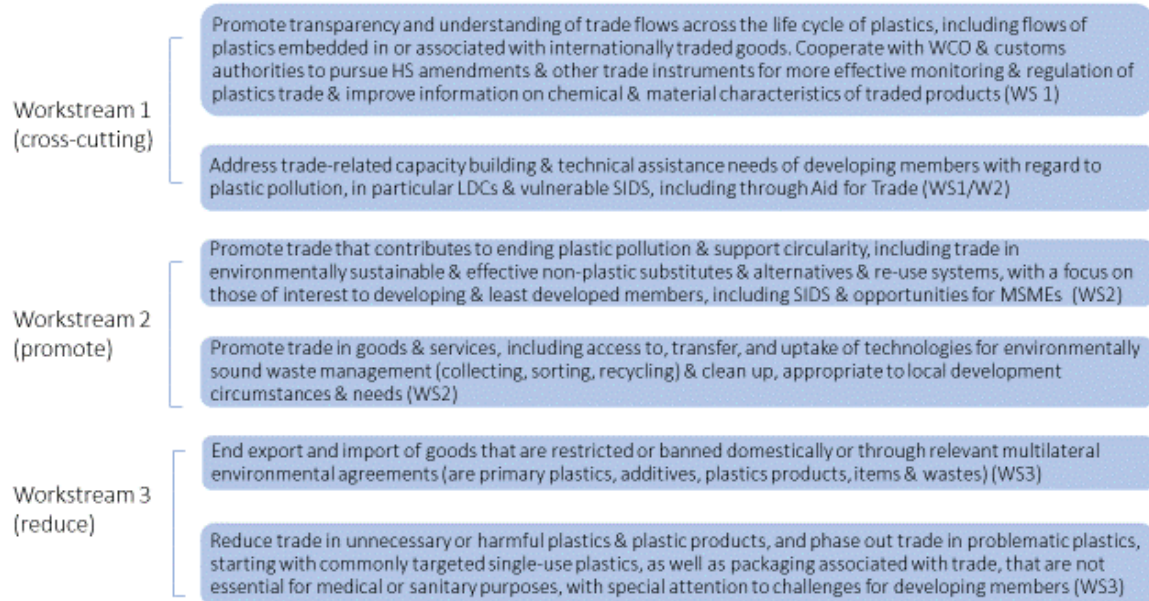 Workstream 1
(cross-cutting)
Promote transparency and understanding of trade flows across the life cycle of plastics, including flows of
plastics embedded in or associated with internationally traded goods. Cooperate with WCO & customs
authorities to pursue HS amendments & other trade instruments for more effective monitoring & regulation of
plastics trade & improve information on chemical & material characteristics of traded products (WS 1)
Address trade-related capacity building & technical assistance needs of developing members with regard to
plastic pollution, in particular LDCs & vulnerable SIDS, including through Aid for Trade (WS1/W2)
Workstream 2
(promote)
Promote trade that contributes to ending plastic pollution & support circularity, including trade in
environmentally sustainable & effective non-plastic substitutes & alternatives & re-use systems, with a focus on
those of interest to developing & least developed members, including SIDS & opportunities for MSMEs (WS2)
Promote trade in goods & services, including access to, transfer, and uptake of technologies for environmentally
sound waste management (collecting, sorting, recycling) & clean up, appropriate to local development
circumstances & needs (WS2)
Workstream 3
(reduce)
End export and import of goods that are restricted or banned domestically or through relevant multilateral
environmental agreements (are primary plastics, additives, plastics products, items & wastes) (WS3)
Reduce trade in unnecessary or harmful plastics & plastic products, and phase out trade in problematic plastics,
starting with commonly targeted single-use plastics, as well as packaging associated with trade, that are not
essential for medical or sanitary purposes, with special attention to challenges for developing members (WS3)